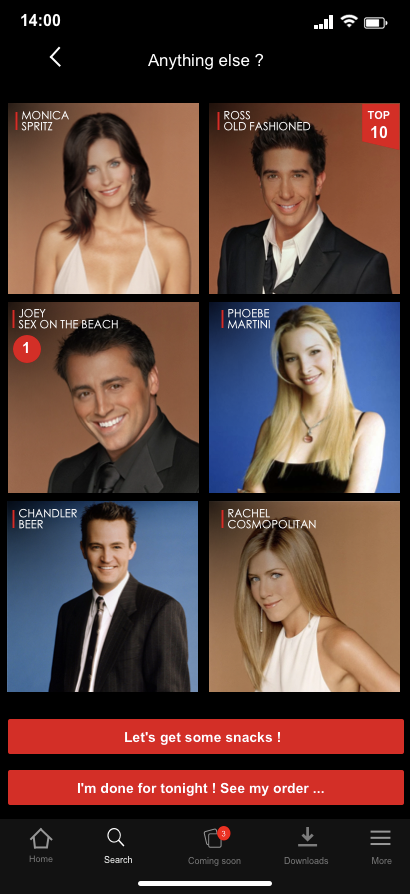 14:00
Anything else ?
MONICA
SPRITZ
ROSS
OLD FASHIONED
TOP
10
JOEY
SEX ON THE BEACH
1
PHOEBE
MARTINI
CHANDLER
BEER
RACHEL
COSMOPOLITAN
Let's get some snacks !
I'm done for tonight ! See my order ...
3
Home
Search
Coming soon
Downloads
More